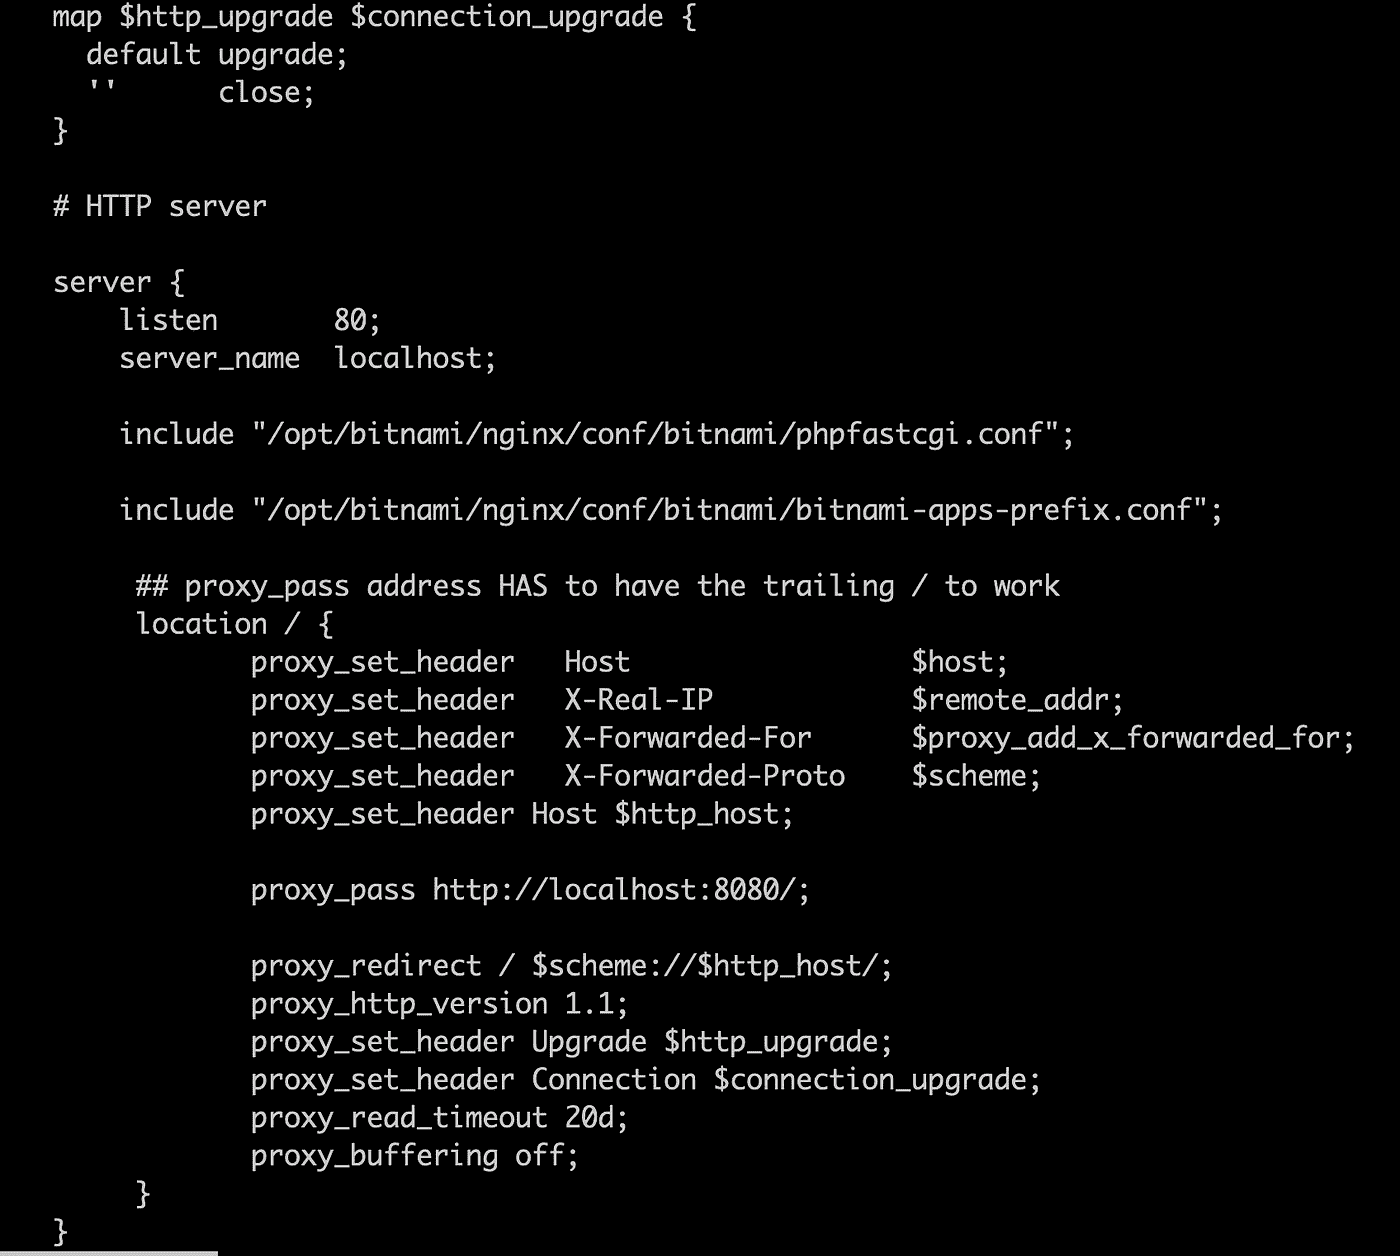 map $http_upgrade $connection_upgrade {
  default upgrade;
  ''      close;
}

# HTTP server

server {
    listen       80;
    server_name  localhost;

    include "/opt/bitnami/nginx/conf/bitnami/phpfastcgi.conf";

    include "/opt/bitnami/nginx/conf/bitnami/bitnami-apps-prefix.conf";

     ## proxy_pass address HAS to have the trailing / to work
     location / {
            proxy_set_header   Host                 $host;
            proxy_set_header   X-Real-IP            $remote_addr;
            proxy_set_header   X-Forwarded-For      $proxy_add_x_forwarded_for;
            proxy_set_header   X-Forwarded-Proto    $scheme;
            proxy_set_header Host $http_host;

            proxy_pass http://localhost:8080/;

            proxy_redirect / $scheme://$http_host/;
            proxy_http_version 1.1;
            proxy_set_header Upgrade $http_upgrade;
            proxy_set_header Connection $connection_upgrade;
            proxy_read_timeout 20d;
            proxy_buffering off;
     }
}